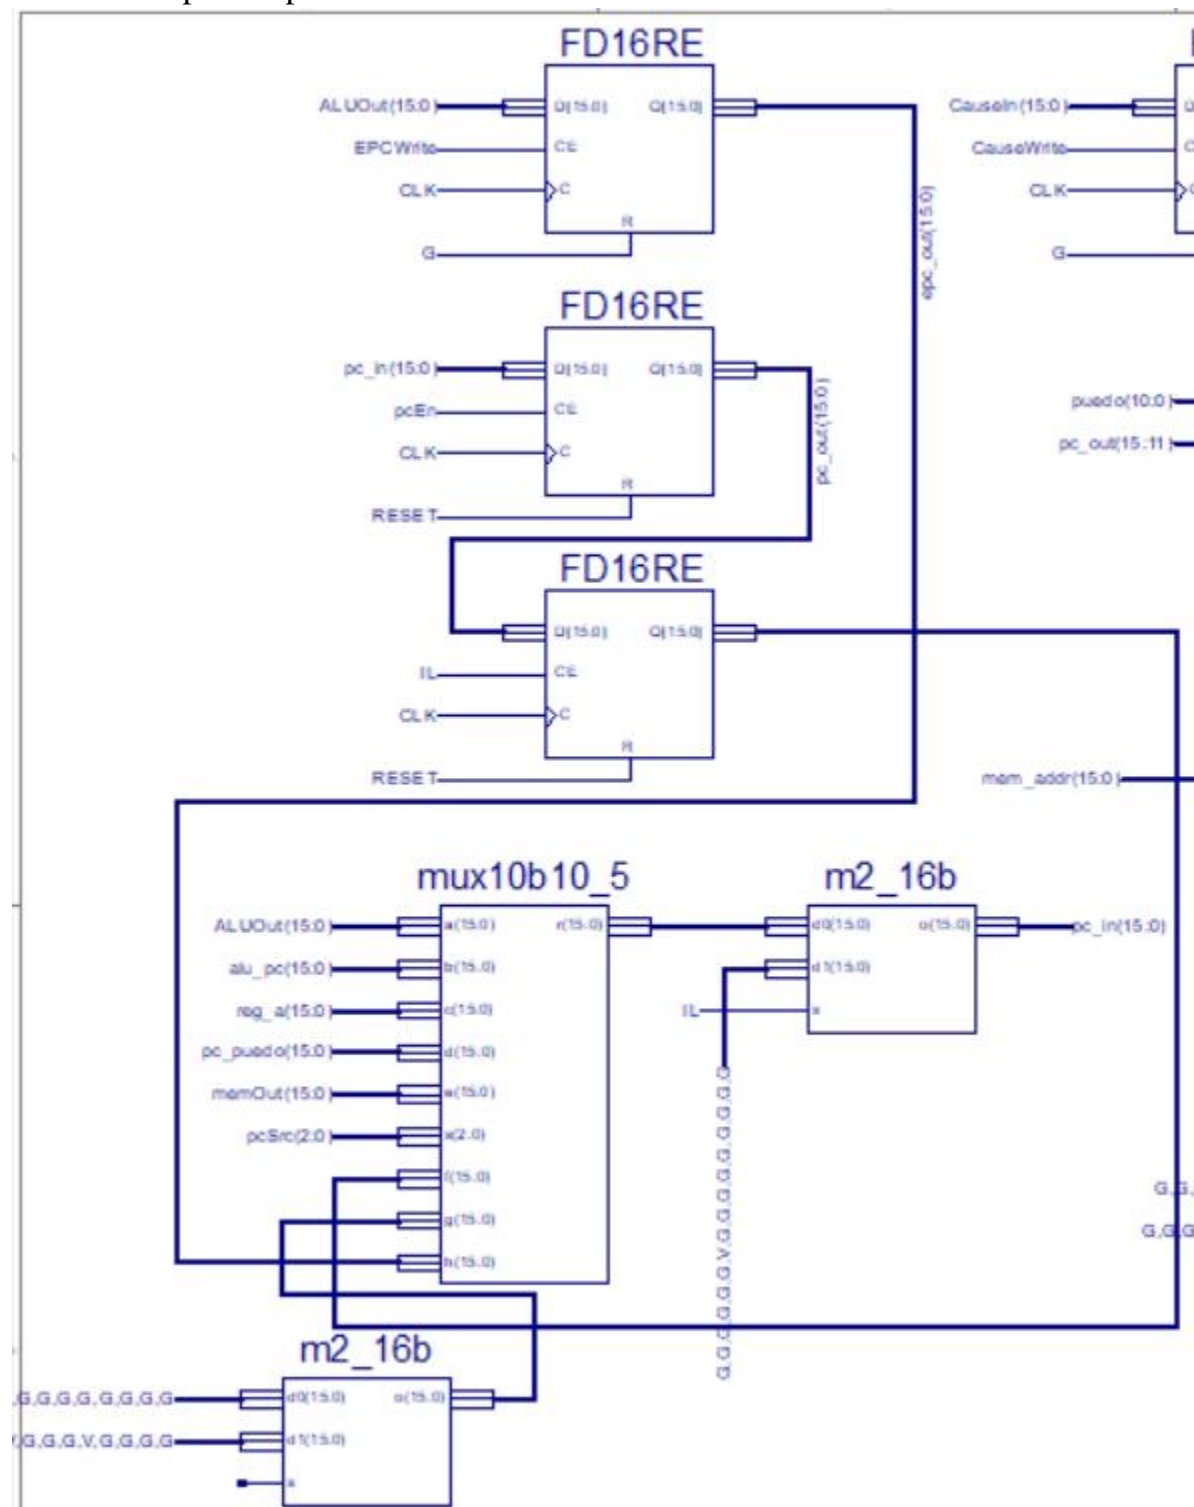 FD16RE
ALUOut(15:0)
D[15:0]
Q[15:0]
EPCWrite
CE
CLK
C
R
G
epc_out(15:0)
CauseIn(15:0)
CauseWrite
CLK
G
FD16RE
pc_in(15:0)
D[15:0]
Q[15:0]
pcEn
CE
CLK
C
R
RESET
pc_out(15:0)
puedo(10:0)
pc_out(15:11)
FD16RE
D[15:0]
Q[15:0]
IL
CE
CLK
C
R
RESET
mem_addr(15:0)
mux10b10_5
ALUOut(15:0)
a(15:0)
r(15:0)
alu_pc(15:0)
b(15:0)
reg_a(15:0)
c(15:0)
pc_puedo(15:0)
d(15:0)
memOut(15:0)
e(15:0)
pcSrc(2:0)
x(2:0)
f(15:0)
g(15:0)
h(15:0)
m2_16b
d0(15:0)
o(15:0)
pc_in(15:0)
d1(15:0)
IL
s
G,G,G,G,G,G,V,G,G,G,G,G,G,G,G,G
m2_16b
G,G,G,G,G,G,G,G
d0(15:0)
o(15:0)
G,G,G,V,G,G,G,G
d1(15:0)
s